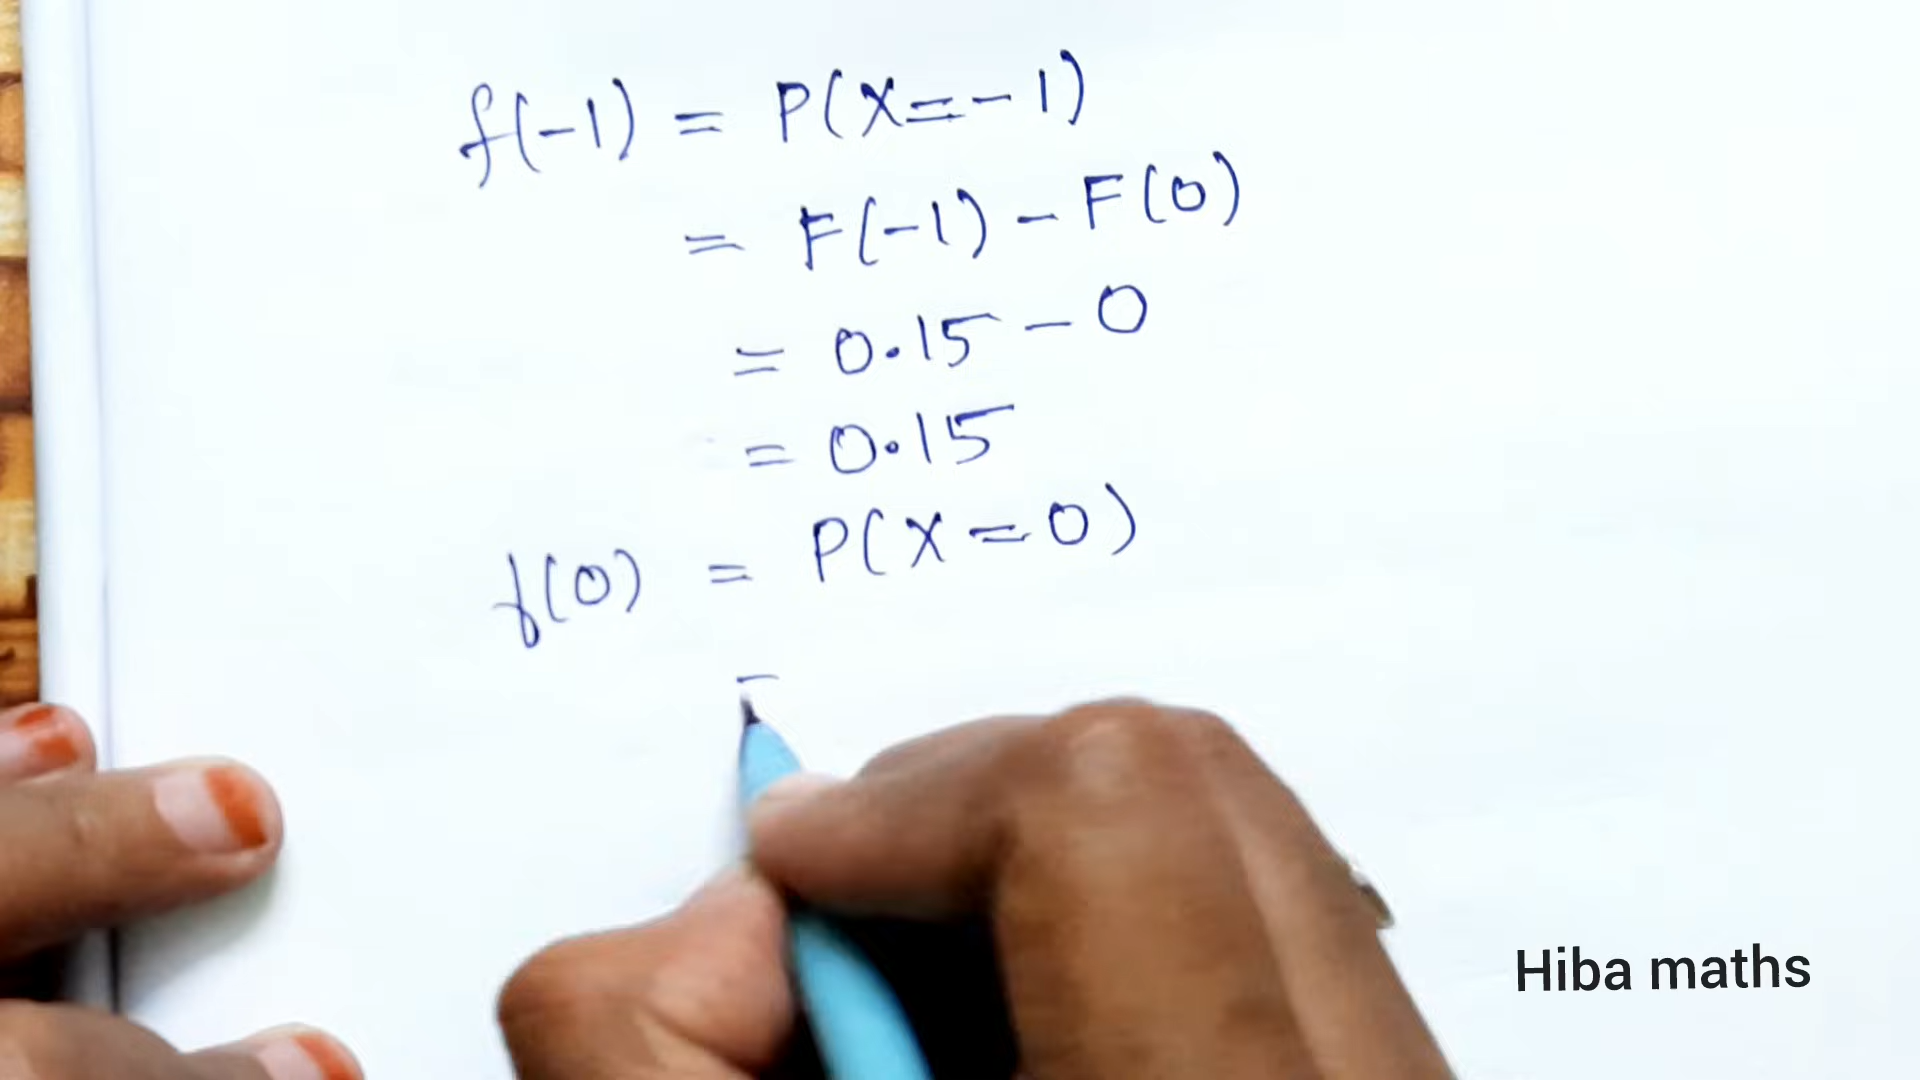 f(-1) = P(X=-1)
= F(-1) - F(0)
= 0.15 - 0
= 0.15
f(0) = P(X=0)
Hiba maths